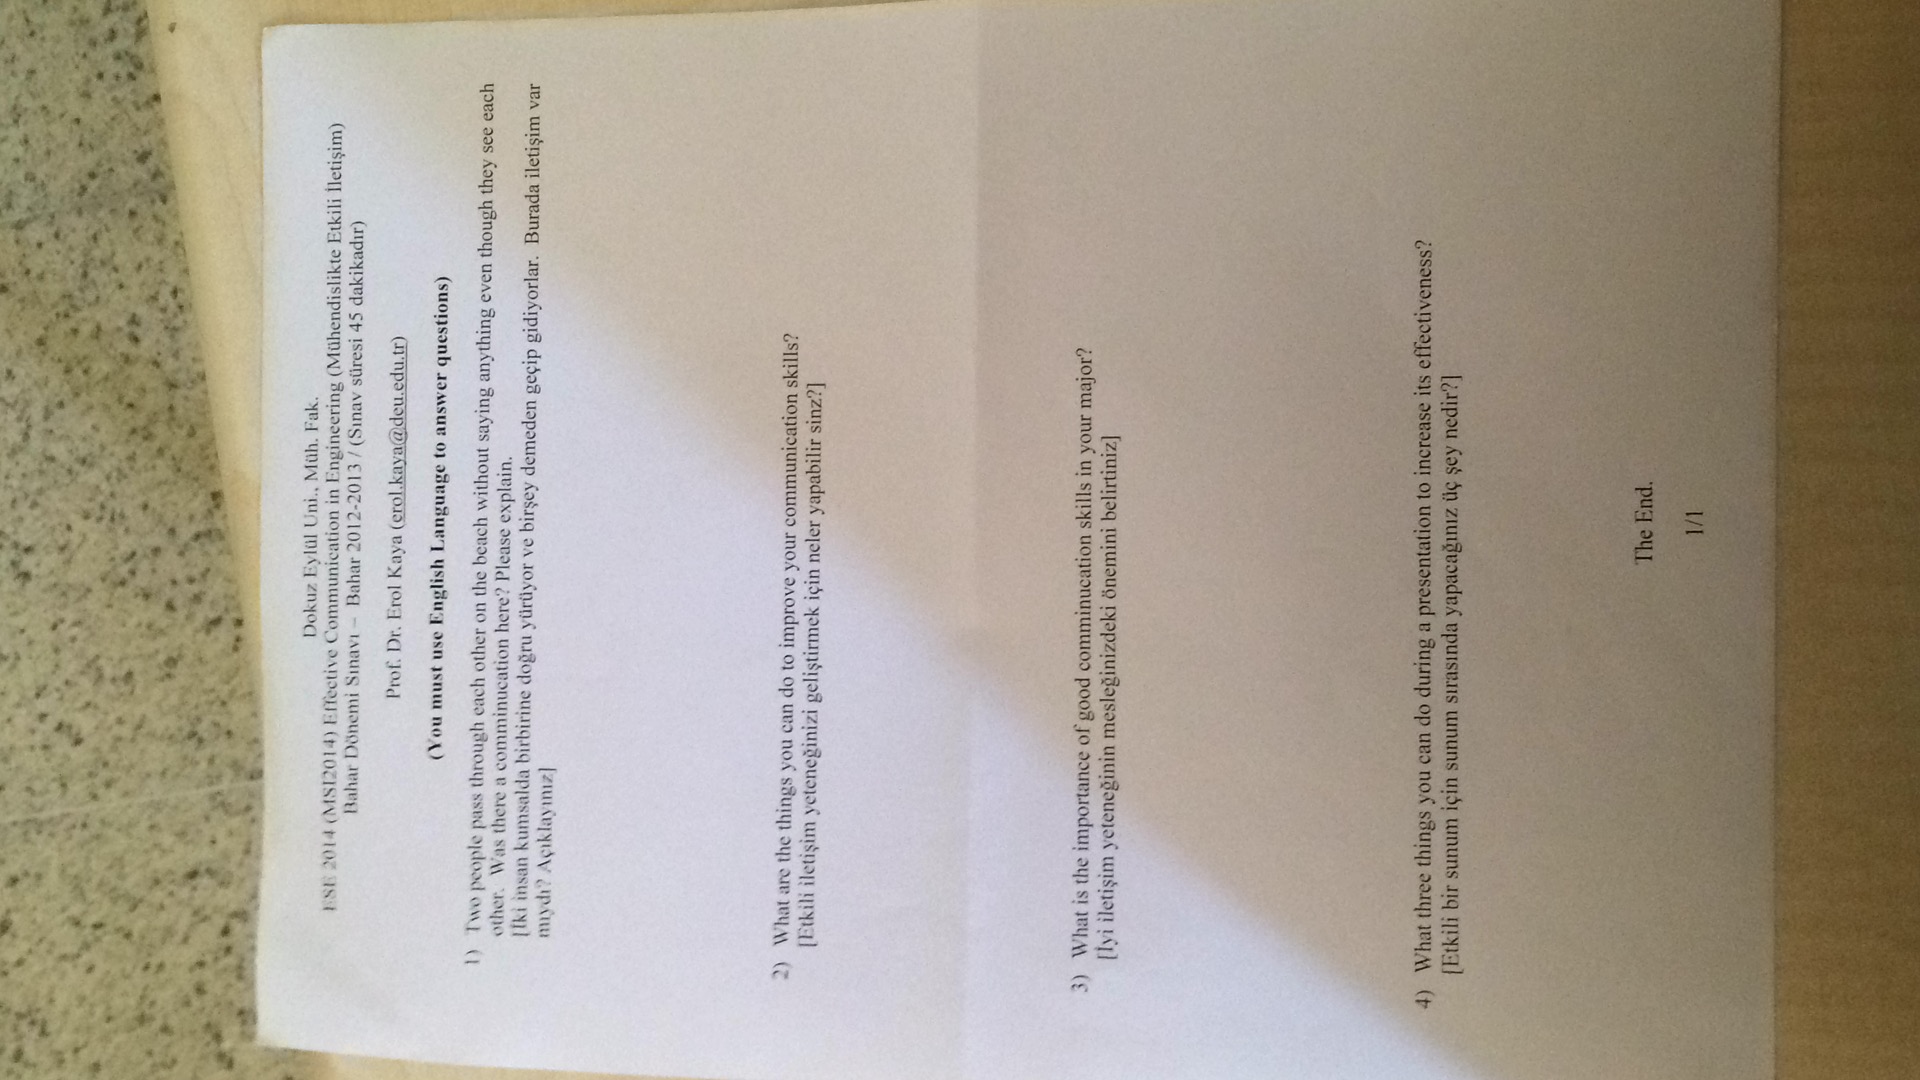 Dokuz Eylül Uni., Müh. Fak.
ESE 2014 (MSI2014) Effective Communication in Engineering (Mühendislikte Etkili İletişim)
Bahar Dönemi Sınavı – Bahar 2012-2013 / (Sınav süresi 45 dakikadır)
Prof. Dr. Erol Kaya (erol.kaya@deu.edu.tr)
(You must use English Language to answer questions)
1) Two people pass through each other on the beach without saying anything even though they see each
other. Was there a comminucation here? Please explain.
[İki insan kumsalda birbirine doğru yürüyor ve birşey demeden geçip gidiyorlar. Burada iletişim var
mıydı? Açıklayınız]
2) What are the things you can do to improve your communication skills?
[Etkili iletişim yeteneğinizi geliştirmek için neler yapabilir sinz?]
3) What is the importance of good comminucation skills in your major?
[İyi iletişim yeteneğinin mesleğinizdeki önemini belirtiniz]
4) What three things you can do during a presentation to increase its effectiveness?
[Etkili bir sunum için sunum sırasında yapacağınız üç şey nedir?]
The End.
1/1